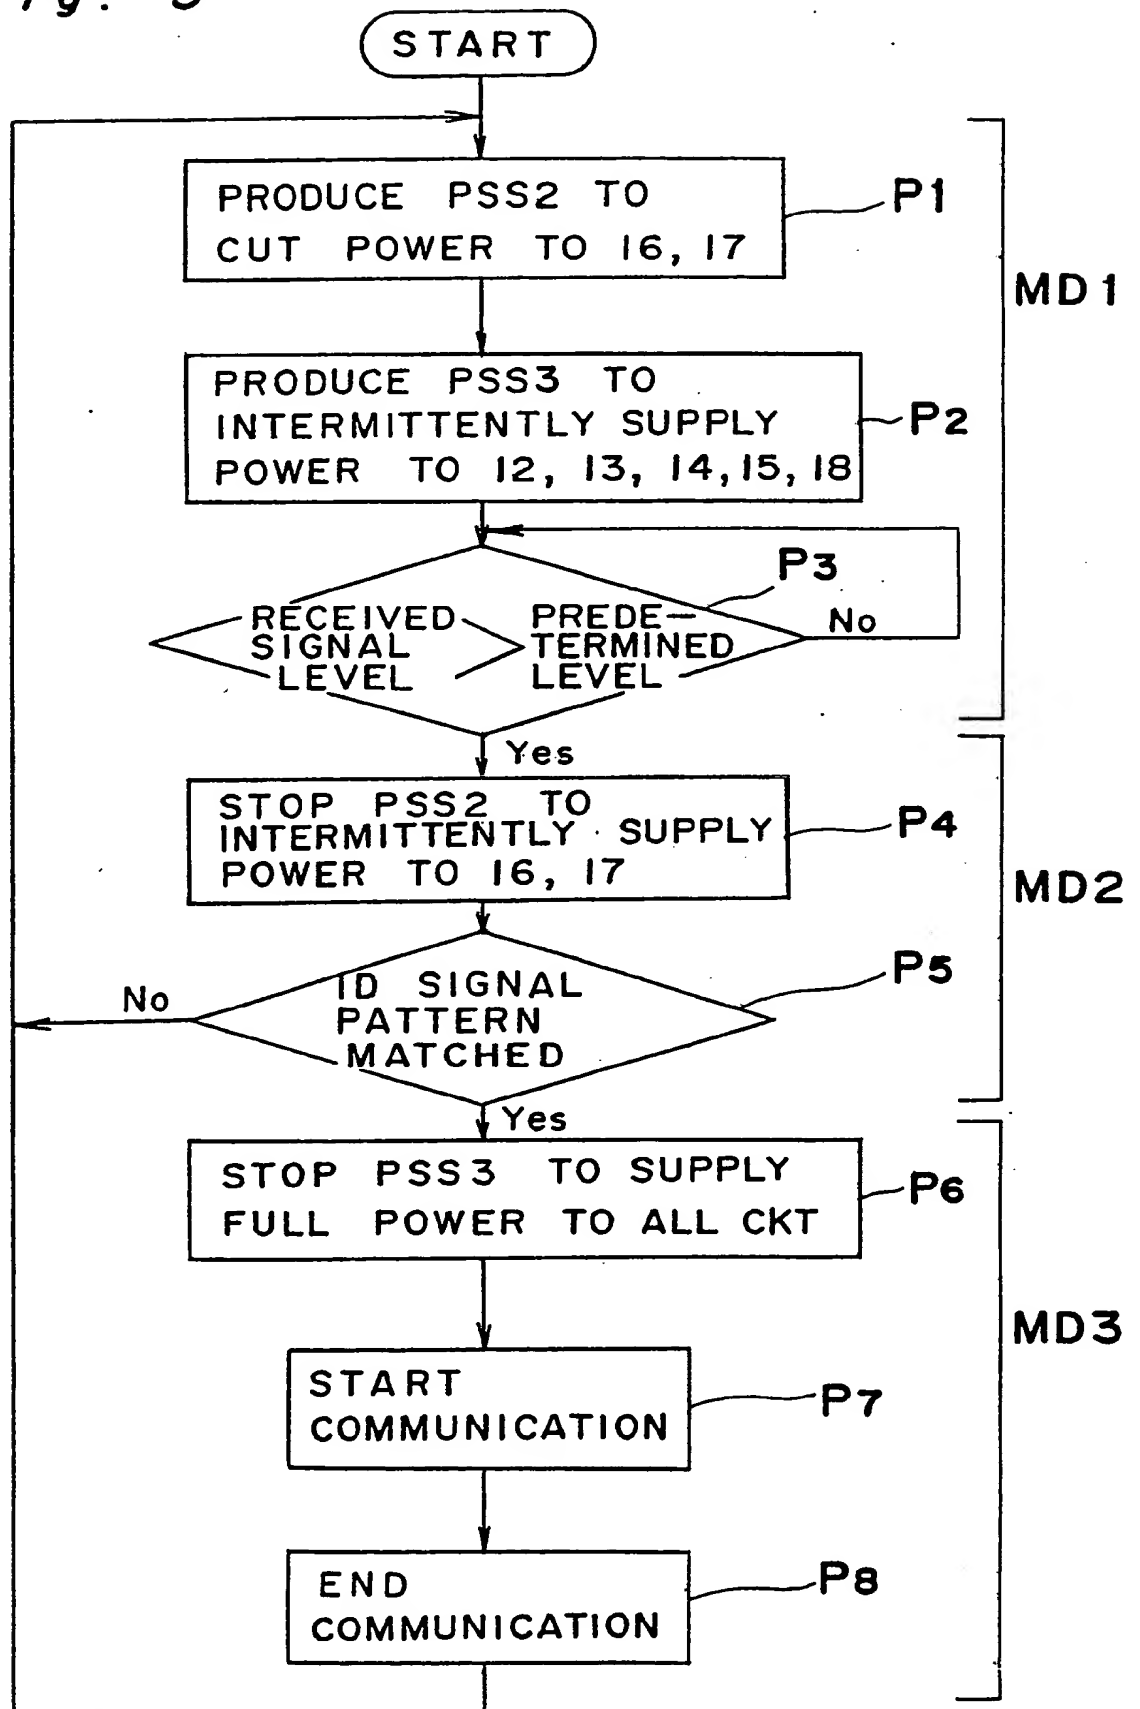 START
PRODUCE PSS2 TO
CUT POWER TO 16, 17
P1
MD1
PRODUCE PSS3 TO
INTERMITTENTLY SUPPLY
POWER TO 12, 13, 14, 15, 18
P2
P3
RECEIVED
SIGNAL
LEVEL
>
PREDE-
TERMINED
LEVEL
No
Yes
STOP PSS2 TO
INTERMITTENTLY SUPPLY
POWER TO 16, 17
P4
MD2
P5
ID SIGNAL
PATTERN
MATCHED
No
Yes
STOP PSS3 TO SUPPLY
FULL POWER TO ALL CKT
P6
MD3
START
COMMUNICATION
P7
END
COMMUNICATION
P8